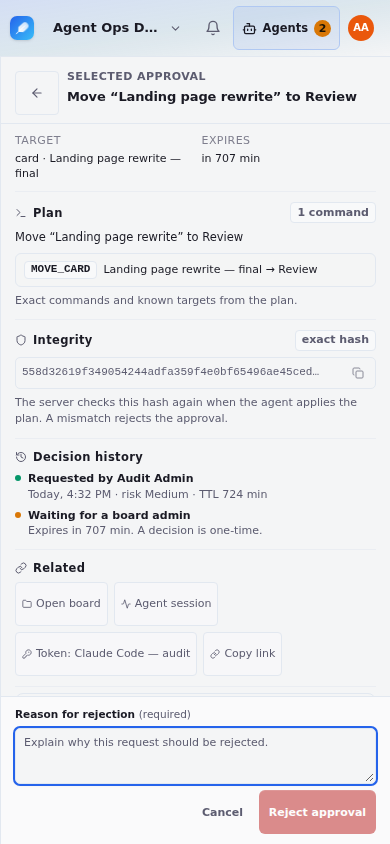 Agent Ops D…
Agents 2
AA
SELECTED APPROVAL
Move “Landing page rewrite” to Review
TARGET
card · Landing page rewrite — final
EXPIRES
in 707 min
Plan
1 command
Move “Landing page rewrite” to Review
MOVE_CARD Landing page rewrite — final → Review
Exact commands and known targets from the plan.
Integrity
exact hash
558d32619f349054244adfa359f4e0bf65496ae45ced…
The server checks this hash again when the agent applies the
plan. A mismatch rejects the approval.
Decision history
Requested by Audit Admin
Today, 4:32 PM · risk Medium · TTL 724 min
Waiting for a board admin
Expires in 707 min. A decision is one-time.
Related
Open board
Agent session
Token: Claude Code — audit
Copy link
Reason for rejection (required)
Explain why this request should be rejected.
Cancel
Reject approval